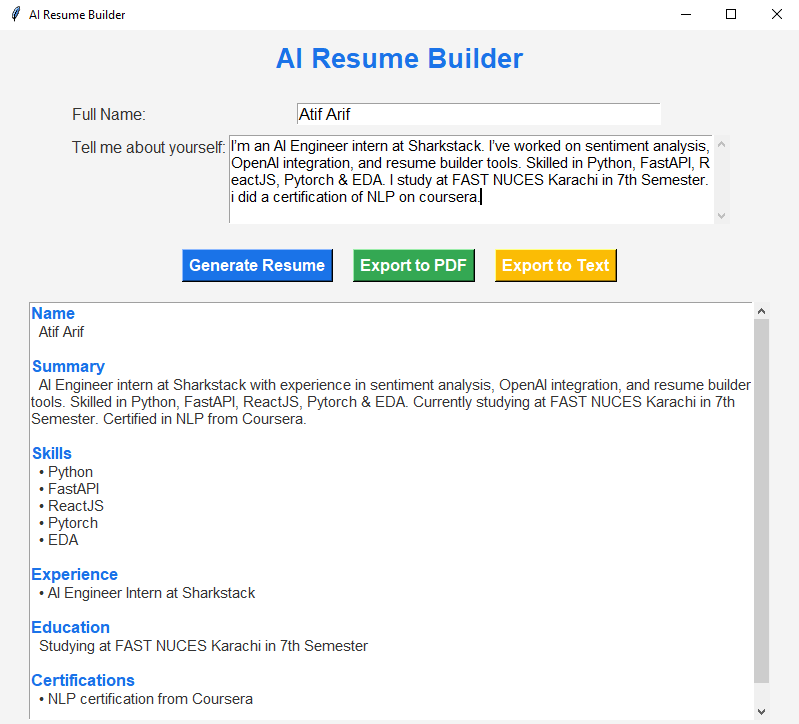 AI Resume Builder
AI Resume Builder
Full Name:
Atif Arif
Tell me about yourself:
I'm an AI Engineer intern at Sharkstack. I've worked on sentiment analysis,
OpenAI integration, and resume builder tools. Skilled in Python, FastAPI, R
eactJS, Pytorch & EDA. I study at FAST NUCES Karachi in 7th Semester.
i did a certification of NLP on coursera.
Generate Resume
Export to PDF
Export to Text
Name
Atif Arif
Summary
AI Engineer intern at Sharkstack with experience in sentiment analysis, OpenAI integration, and resume builder
tools. Skilled in Python, FastAPI, ReactJS, Pytorch & EDA. Currently studying at FAST NUCES Karachi in 7th
Semester. Certified in NLP from Coursera.
Skills
• Python
• FastAPI
• ReactJS
• Pytorch
• EDA
Experience
• AI Engineer Intern at Sharkstack
Education
Studying at FAST NUCES Karachi in 7th Semester
Certifications
• NLP certification from Coursera